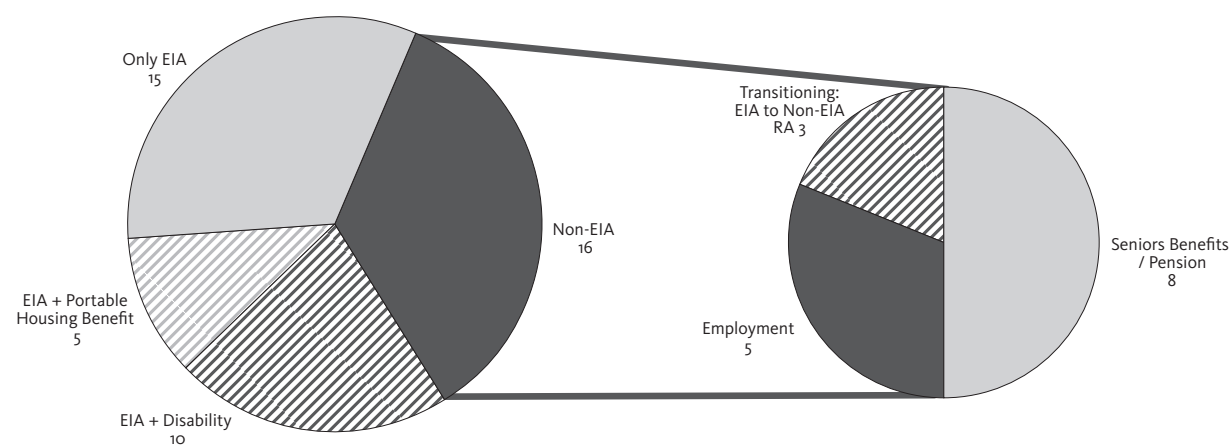 Only EIA
15
Non-EIA
16
EIA + Portable
Housing Benefit
5
EIA + Disability
10
Transitioning:
EIA to Non-EIA
RA 3
Employment
5
Seniors Benefits
/ Pension
8